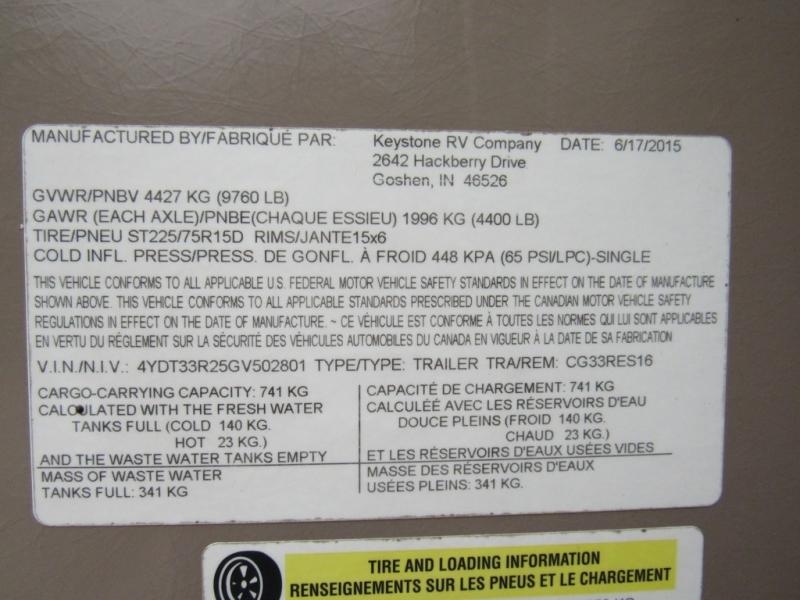 MANUFACTURED BY/FABRIQUÉ PAR: Keystone RV Company DATE: 6/17/2015
2642 Hackberry Drive
Goshen, IN 46526
GVWR/PNBV 4427 KG (9760 LB)
GAWR (EACH AXLE)/PNBE(CHAQUE ESSIEU) 1996 KG (4400 LB)
TIRE/PNEU ST225/75R15D RIMS/JANTE15x6
COLD INFL. PRESS/PRESS. DE GONFL. À FROID 448 KPA (65 PSI/LPC)-SINGLE
THIS VEHICLE CONFORMS TO ALL APPLICABLE U.S. FEDERAL MOTOR VEHICLE SAFETY STANDARDS IN EFFECT ON THE DATE OF MANUFACTURE
SHOWN ABOVE. THIS VEHICLE CONFORMS TO ALL APPLICABLE STANDARDS PRESCRIBED UNDER THE CANADIAN MOTOR VEHICLE SAFETY
REGULATIONS IN EFFECT ON THE DATE OF MANUFACTURE. ~ CE VÉHICULE EST CONFORME À TOUTES LES NORMES QUI LUI SONT APPLICABLES
EN VERTU DU RÉGLEMENT SUR LA SÉCURITÉ DES VÉHICULES AUTOMOBILES DU CANADA EN VIGUEUR À LA DATE DE SA FABRICATION
V.I.N./N.I.V.: 4YDT33R25GV502801 TYPE/TYPE: TRAILER TRA/REM: CG33RES16
CARGO-CARRYING CAPACITY: 741 KG
CALCULATED WITH THE FRESH WATER
TANKS FULL (COLD 140 KG.
HOT 23 KG.)
AND THE WASTE WATER TANKS EMPTY
MASS OF WASTE WATER
TANKS FULL: 341 KG
CAPACITÉ DE CHARGEMENT: 741 KG
CALCULÉE AVEC LES RÉSERVOIRS D'EAU
DOUCE PLEINS (FROID 140 KG.
CHAUD 23 KG.)
ET LES RÉSERVOIRS D'EAUX USÉES VIDES
MASSE DES RÉSERVOIRS D'EAUX
USÉES PLEINS: 341 KG.
TIRE AND LOADING INFORMATION
RENSEIGNEMENTS SUR LES PNEUS ET LE CHARGEMENT